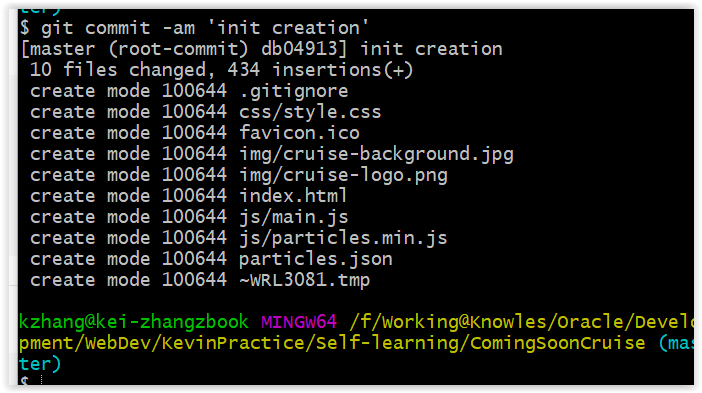 ter)
$ git commit -am 'init creation'
[master (root-commit) db04913] init creation
 10 files changed, 434 insertions(+)
 create mode 100644 .gitignore
 create mode 100644 css/style.css
 create mode 100644 favicon.ico
 create mode 100644 img/cruise-background.jpg
 create mode 100644 img/cruise-logo.png
 create mode 100644 index.html
 create mode 100644 js/main.js
 create mode 100644 js/particles.min.js
 create mode 100644 particles.json
 create mode 100644 ~WRL3081.tmp
kzhang@kei-zhangzbook MINGW64 /f/Working@Knowles/Oracle/Develo
pment/WebDev/KevinPractice/Self-learning/ComingSoonCruise (mas
ter)
$